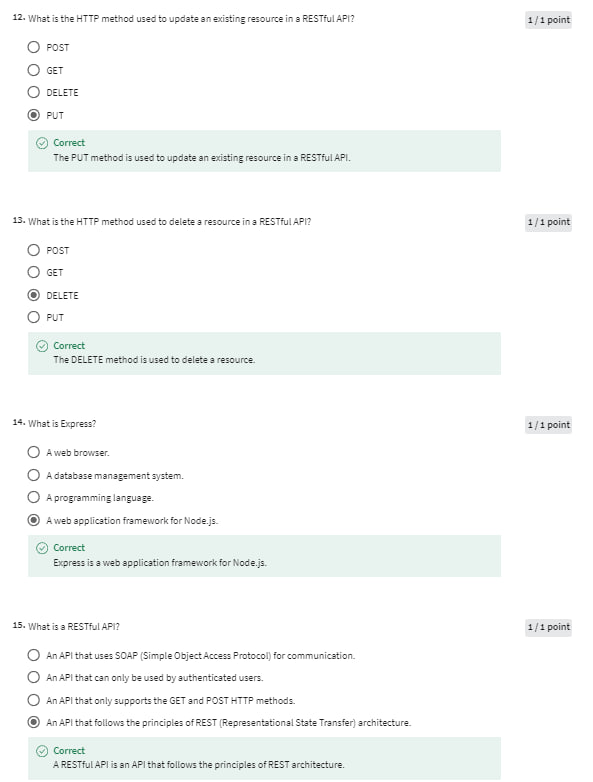 12. What is the HTTP method used to update an existing resource in a RESTful API?
1 / 1 point
POST
GET
DELETE
PUT
Correct
The PUT method is used to update an existing resource in a RESTful API.
13. What is the HTTP method used to delete a resource in a RESTful API?
1 / 1 point
POST
GET
DELETE
PUT
Correct
The DELETE method is used to delete a resource.
14. What is Express?
1 / 1 point
A web browser.
A database management system.
A programming language.
A web application framework for Node.js.
Correct
Express is a web application framework for Node.js.
15. What is a RESTful API?
1 / 1 point
An API that uses SOAP (Simple Object Access Protocol) for communication.
An API that can only be used by authenticated users.
An API that only supports the GET and POST HTTP methods.
An API that follows the principles of REST (Representational State Transfer) architecture.
Correct
A RESTful API is an API that follows the principles of REST architecture.